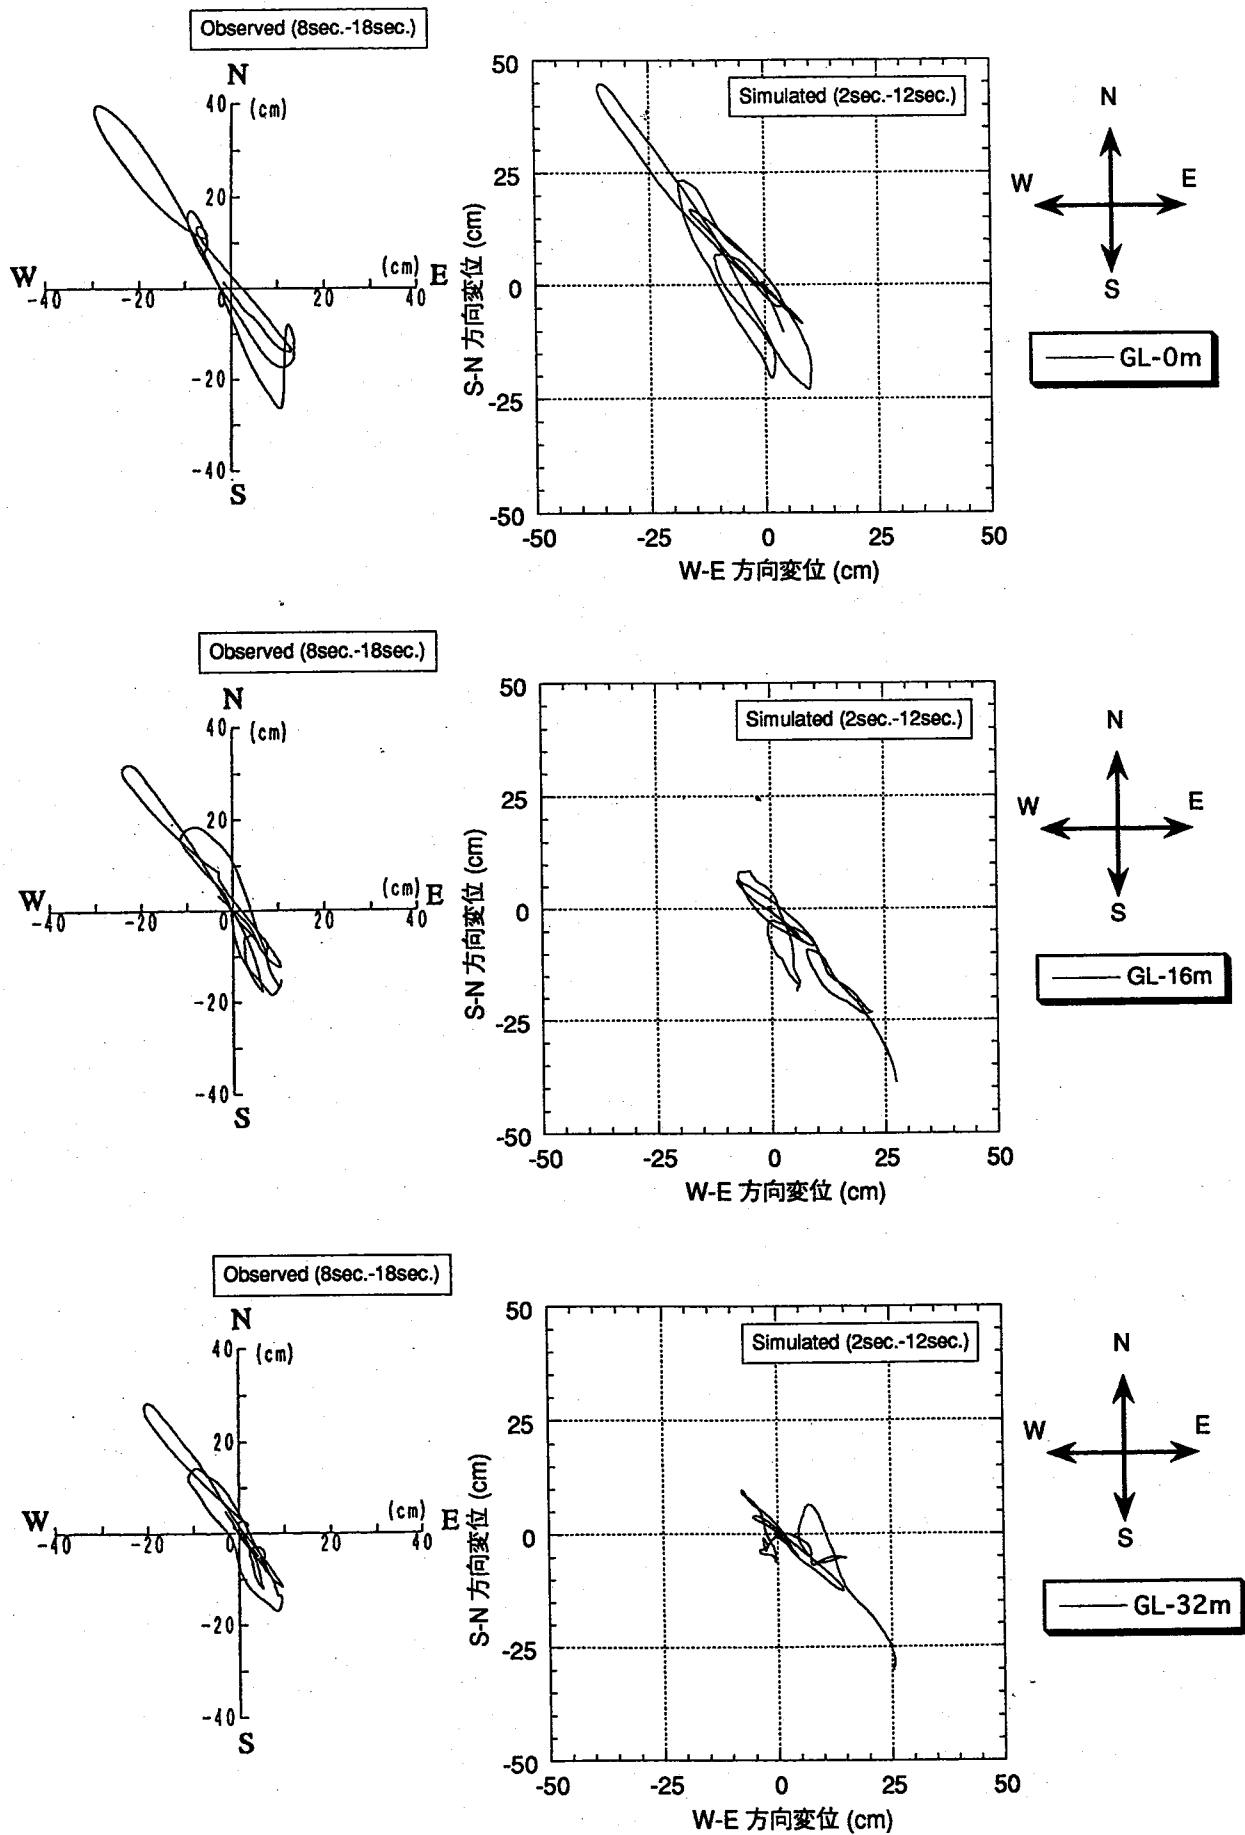 Observed (8sec.-18sec.)
N
40
(cm)
20
W
(cm)
E
-40
-20
0
20
40
-20
-40
S
50
Simulated (2sec.-12sec.)
25
S-N 方向変位 (cm)
0
-25
-50
-50
-25
0
25
50
W-E 方向変位 (cm)
N
W
E
S
GL-0m
Observed (8sec.-18sec.)
N
40
(cm)
20
W
(cm)
E
-40
-20
0
20
40
-20
-40
S
50
Simulated (2sec.-12sec.)
25
S-N 方向変位 (cm)
0
-25
-50
-50
-25
0
25
50
W-E 方向変位 (cm)
N
W
E
S
GL-16m
Observed (8sec.-18sec.)
N
40
(cm)
20
W
(cm)
E
-40
-20
0
20
40
-20
-40
S
50
Simulated (2sec.-12sec.)
25
S-N 方向変位 (cm)
0
-25
-50
-50
-25
0
25
50
W-E 方向変位 (cm)
N
W
E
S
GL-32m